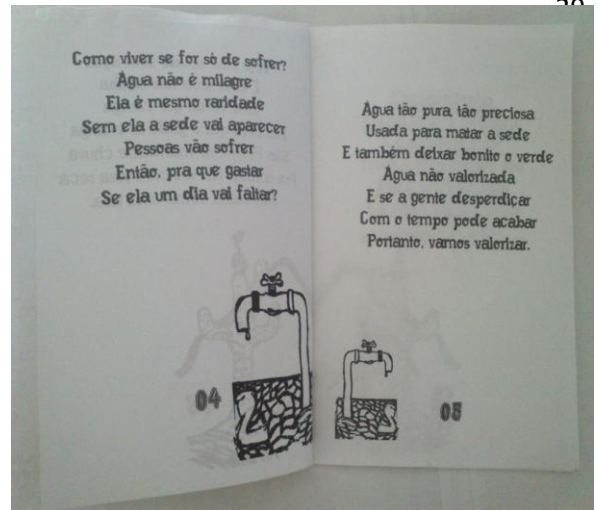 ao
Como viver se for só de sofrer?
Água não é milagre
Ela é mesmo raridade
Sem ela a sede vai aparecer
Pessoas vão sofrer
Então, pra que gastar
Se ela um dia vai faltar?
04
Água tão pura, tão preciosa
Usada para matar a sede
E também deixar bonito o verde
Água não valorizada
E se a gente desperdiçar
Com o tempo pode acabar
Portanto, vamos valorizar.
05